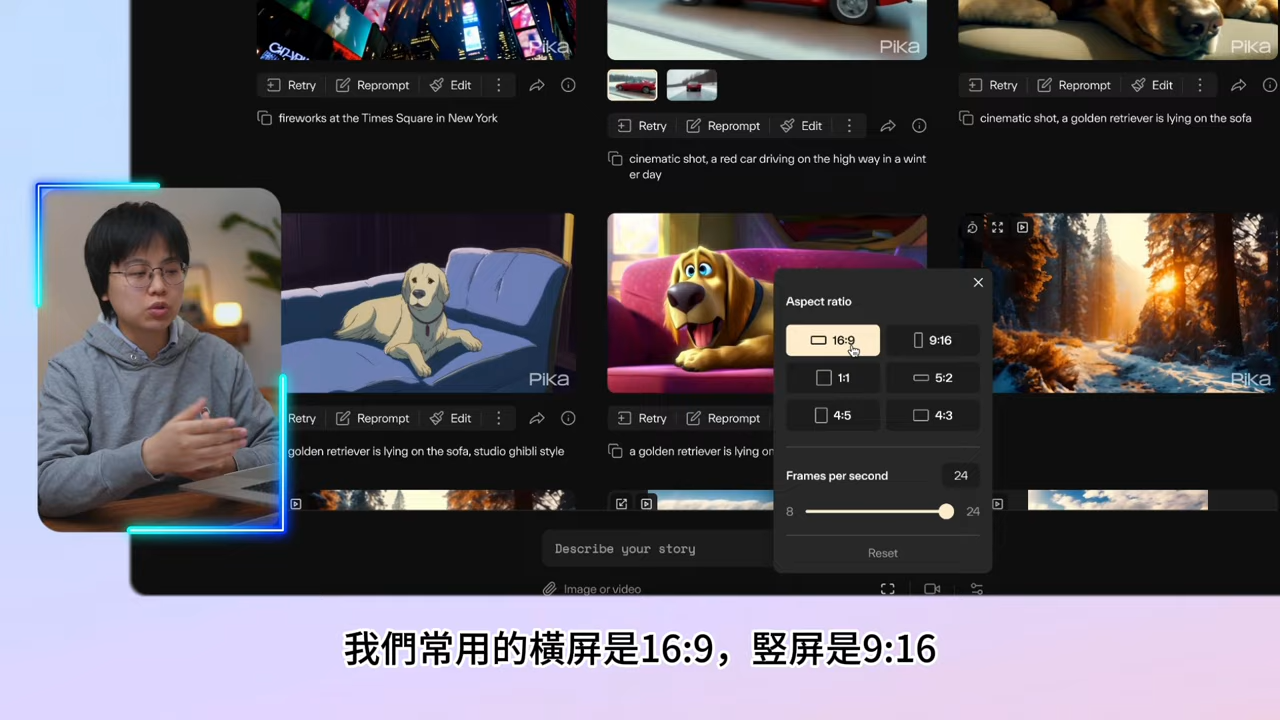 Pika
Pika
Pika
Retry Reprompt Edit
fireworks at the Times Square in New York
Retry Reprompt Edit
cinematic shot, a red car driving on the high way in a wint
er day
Retry Reprompt Edit
cinematic shot, a golden retriever is lying on the sofa
Pika
Pika
Retry Reprompt Edit
golden retriever is lying on the sofa, studio ghibli style
Retry Reprompt
a golden retriever is lying on
Aspect ratio
16:9 9:16
1:1 5:2
4:5 4:3
Frames per second 24
8 24
Reset
Describe your story
Image or video
我們常用的橫屏是16:9，豎屏是9:16